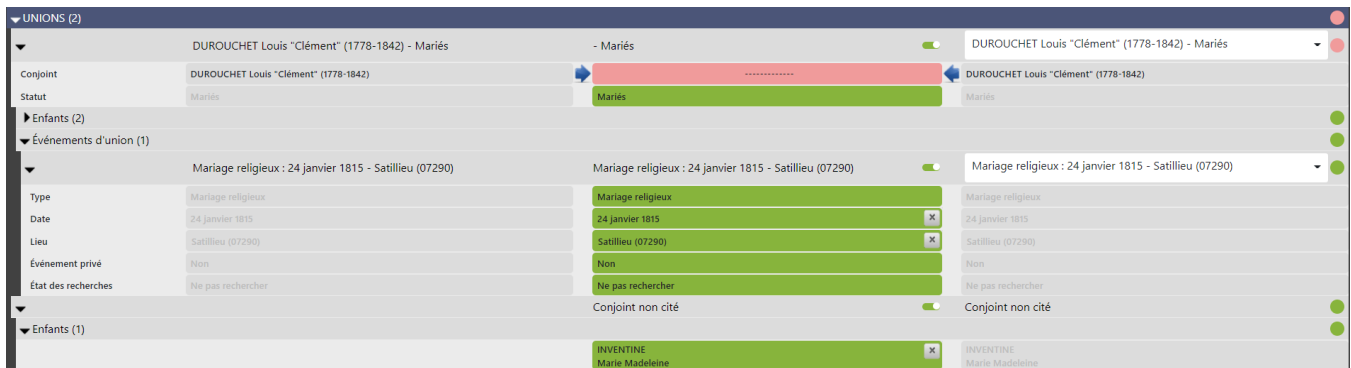 UNIONS (2)
DUROUCHET Louis "Clément" (1778-1842) - Mariés - Mariés DUROUCHET Louis "Clément" (1778-1842) - Mariés
Conjoint DUROUCHET Louis "Clément" (1778-1842) ------------- DUROUCHET Louis "Clément" (1778-1842)
Statut Mariés Mariés Mariés
Enfants (2)
Événements d'union (1)
Mariage religieux : 24 janvier 1815 - Satillieu (07290) Mariage religieux : 24 janvier 1815 - Satillieu (07290) Mariage religieux : 24 janvier 1815 - Satillieu (07290)
Type Mariage religieux Mariage religieux Mariage religieux
Date 24 janvier 1815 24 janvier 1815 x 24 janvier 1815
Lieu Satillieu (07290) Satillieu (07290) x Satillieu (07290)
Événement privé Non Non Non
État des recherches Ne pas rechercher Ne pas rechercher Ne pas rechercher
Conjoint non cité Conjoint non cité
Enfants (1)
INVENTINE x INVENTINE
Marie Madeleine Marie Madeleine